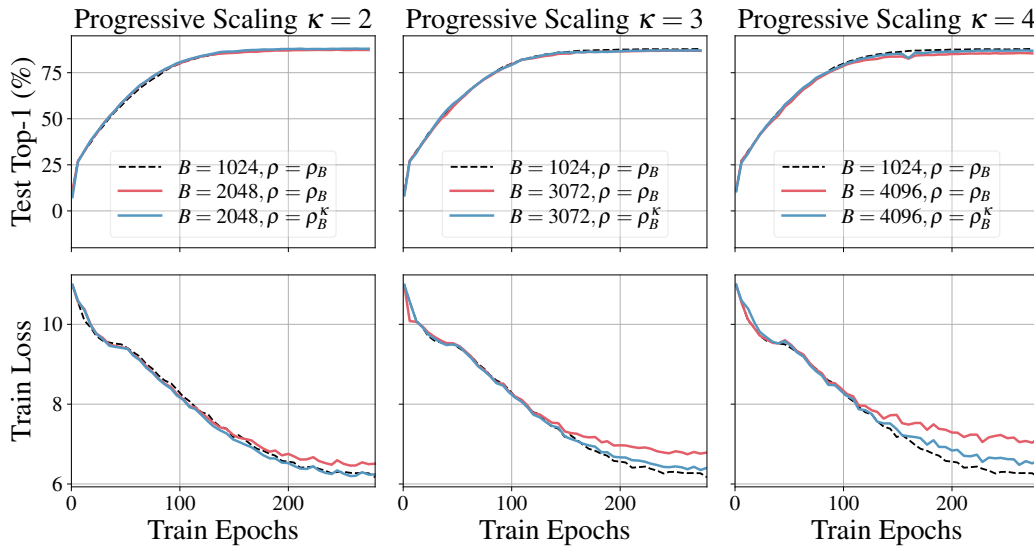 Progressive Scaling κ = 2
Progressive Scaling κ = 3
Progressive Scaling κ = 4
Test Top-1 (%)
75
50
25
0
B = 1024, ρ = ρ_B
B = 2048, ρ = ρ_B
B = 2048, ρ = ρ_B^κ
B = 1024, ρ = ρ_B
B = 3072, ρ = ρ_B
B = 3072, ρ = ρ_B^κ
B = 1024, ρ = ρ_B
B = 4096, ρ = ρ_B
B = 4096, ρ = ρ_B^κ
Train Loss
10
8
6
0 100 200
0 100 200
0 100 200
Train Epochs
Train Epochs
Train Epochs